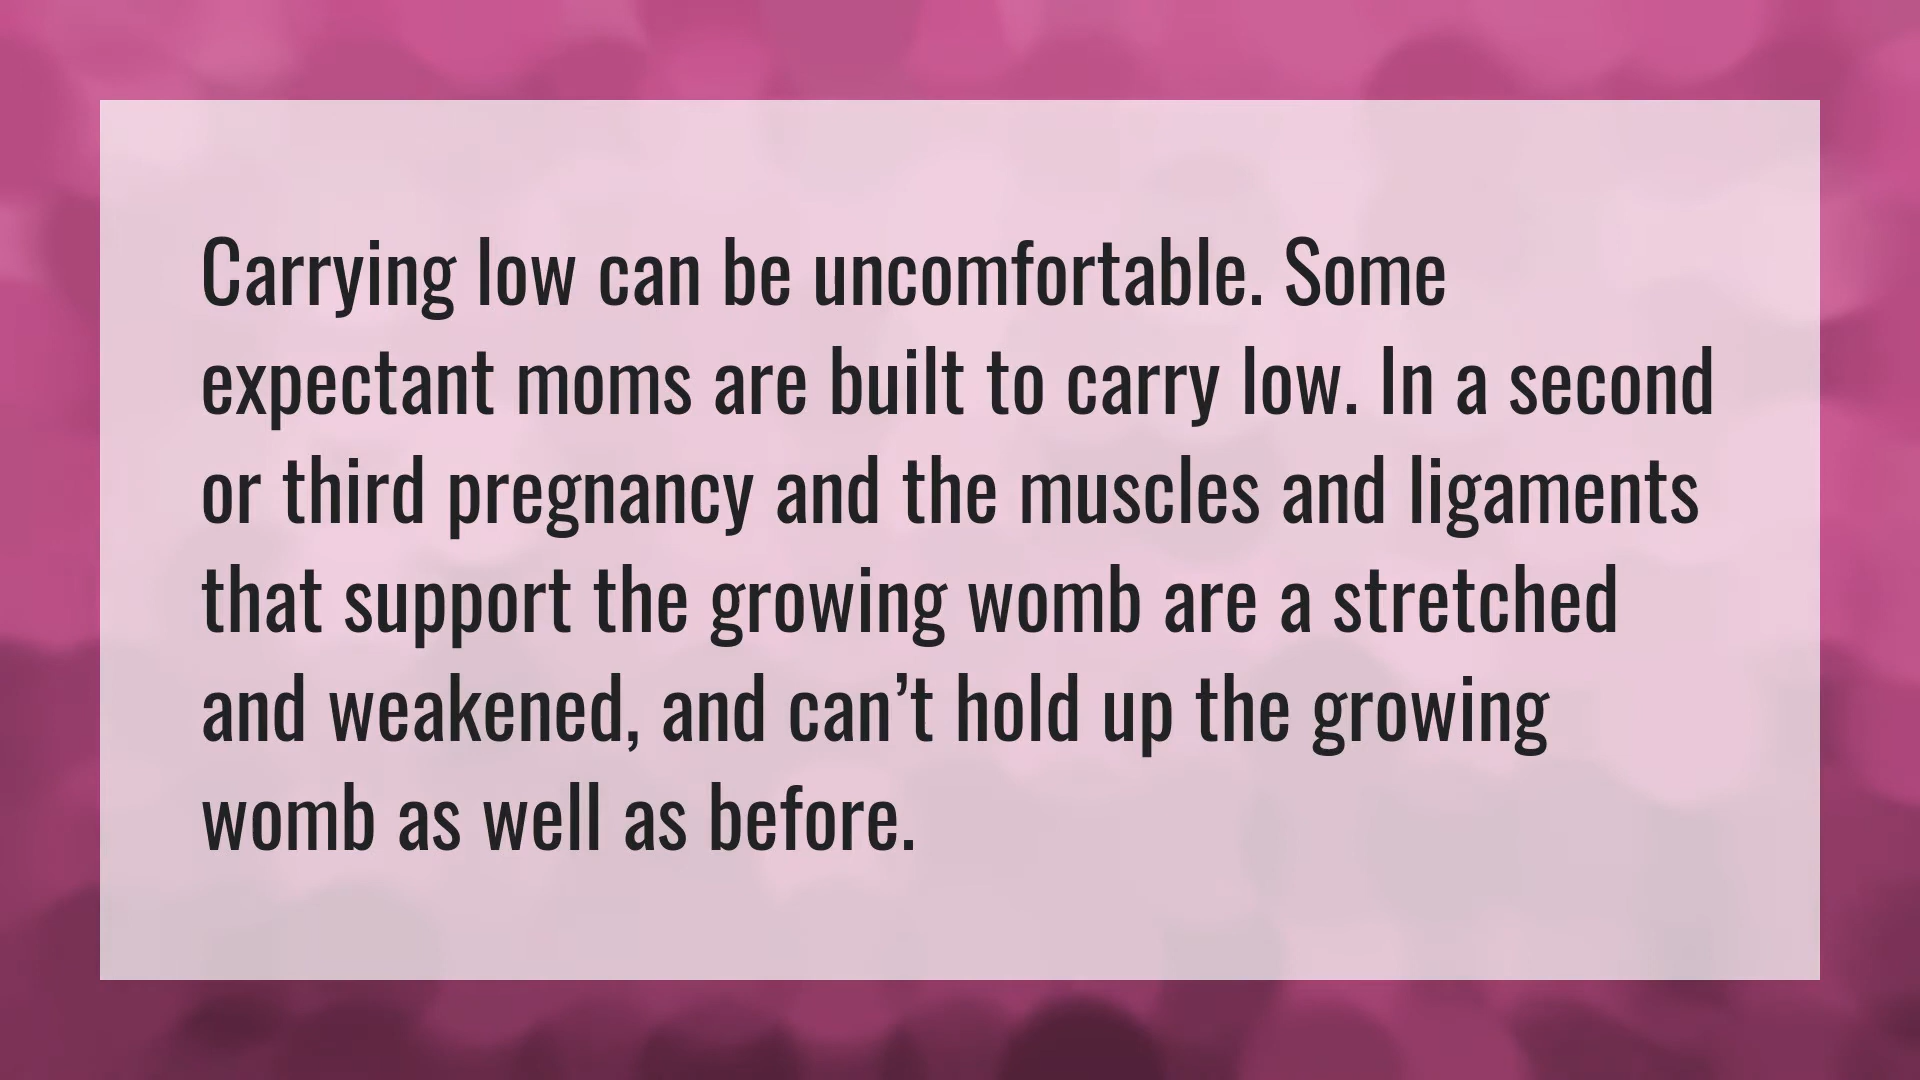 Carrying low can be uncomfortable. Some
expectant moms are built to carry low. In a second
or third pregnancy and the muscles and ligaments
that support the growing womb are a stretched
and weakened, and can’t hold up the growing
womb as well as before.